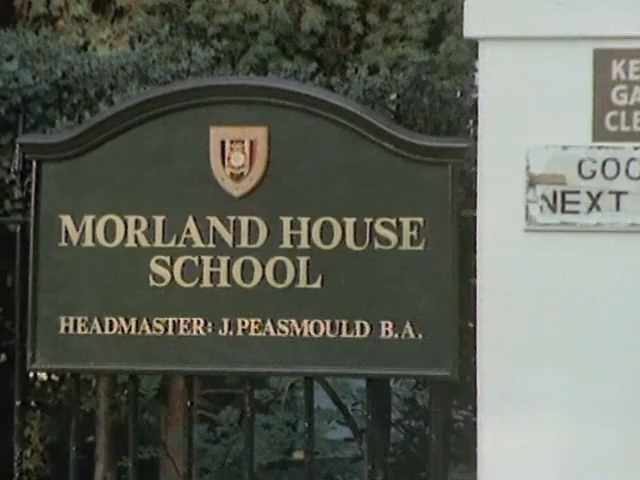 MORLAND HOUSE
SCHOOL
HEADMASTER: J. PEASMOULD B.A.
NEXT